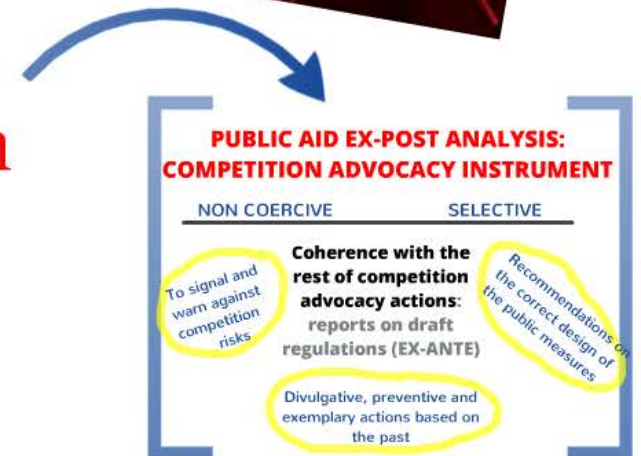 n
PUBLIC AID EX-POST ANALYSIS:
COMPETITION ADVOCACY INSTRUMENT
NON COERCIVE SELECTIVE
To signal and
warn against
competition
risks
Coherence with the
rest of competition
advocacy actions:
reports on draft
regulations (EX-ANTE)
Recommendations on
the correct design of
the public measures
Divulgative, preventive and
exemplary actions based on
the past